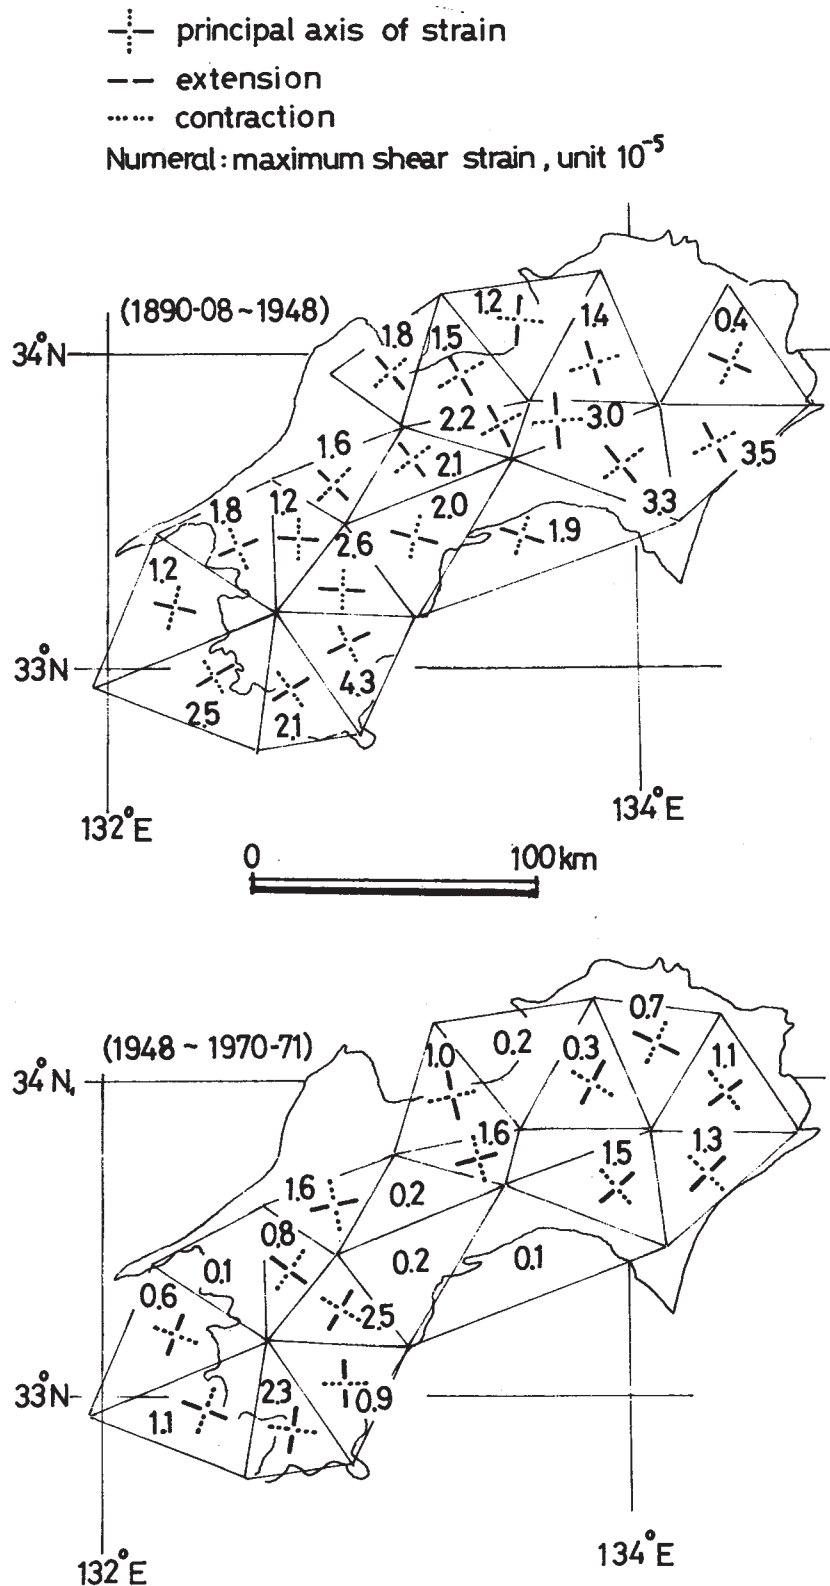 principal axis of strain
extension
contraction
Numeral: maximum shear strain, unit 10⁻⁵
(1890-08 ~ 1948)
1.2
1.4
0.4
1.8 1.5
34°N
2.2 3.0
1.6 2.1 3.5
3.3
1.8 1.2 2.0
2.6 1.9
1.2
33°N
4.3
2.5 2.1
132°E 134°E
0 100 km
(1948 ~ 1970-71)
0.7
1.0 0.2 0.3 1.1
34°N
1.6 1.5 1.3
1.6 0.2
0.8
0.1 0.2 0.1
0.6 2.5
33°N
1.1 2.3 0.9
132°E 134°E